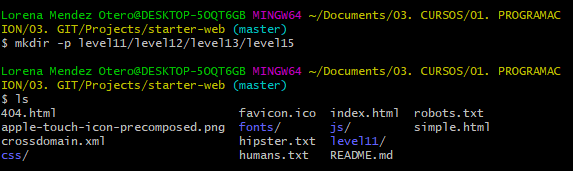 Lorena Mendez Otero@DESKTOP-5OQT6GB MINGW64 ~/Documents/03. CURSOS/01. PROGRAMAC
ION/03. GIT/Projects/starter-web (master)
$ mkdir -p level11/level12/level13/level15
Lorena Mendez Otero@DESKTOP-5OQT6GB MINGW64 ~/Documents/03. CURSOS/01. PROGRAMAC
ION/03. GIT/Projects/starter-web (master)
$ ls
404.html favicon.ico index.html robots.txt
apple-touch-icon-precomposed.png fonts/ js/ simple.html
crossdomain.xml hipster.txt level11/
css/ humans.txt README.md